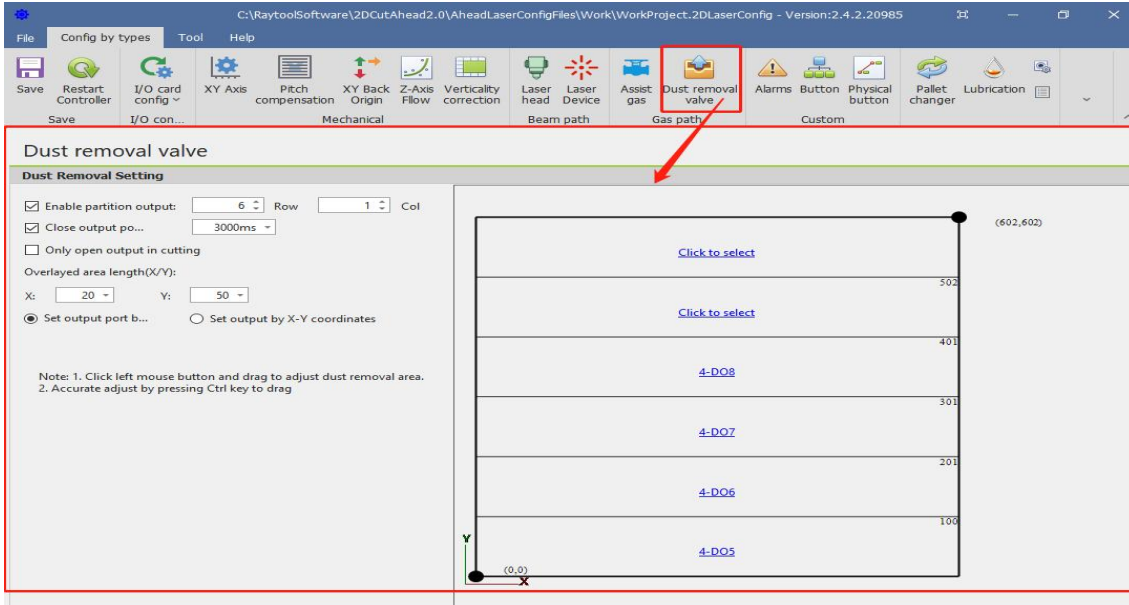 C:\RaytoolSoftware\2DCutAhead2.0\AheadLaserConfigFiles\Work\WorkProject.2DLaserConfig - Version:2.4.2.20985
File Config by types Tool Help
Save Restart Controller I/O card config XY Axis Pitch compensation XY Back Origin Z-Axis Fllow Verticality correction Laser head Laser Device Assist gas Dust removal valve Alarms Button Physical button Pallet changer Lubrication
Save I/O con... Mechanical Beam path Gas path Custom
Dust removal valve
Dust Removal Setting
Enable partition output: 6 Row 1 Col
Close output po... 3000ms
Only open output in cutting
Overlayed area length(X/Y):
X: 20 Y: 50
Set output port b... Set output by X-Y coordinates
Note: 1. Click left mouse button and drag to adjust dust removal area.
2. Accurate adjust by pressing Ctrl key to drag
(602,602)
Click to select
502
Click to select
401
4-DO8
301
4-DO7
201
4-DO6
100
4-DO5
Y
(0,0)
X